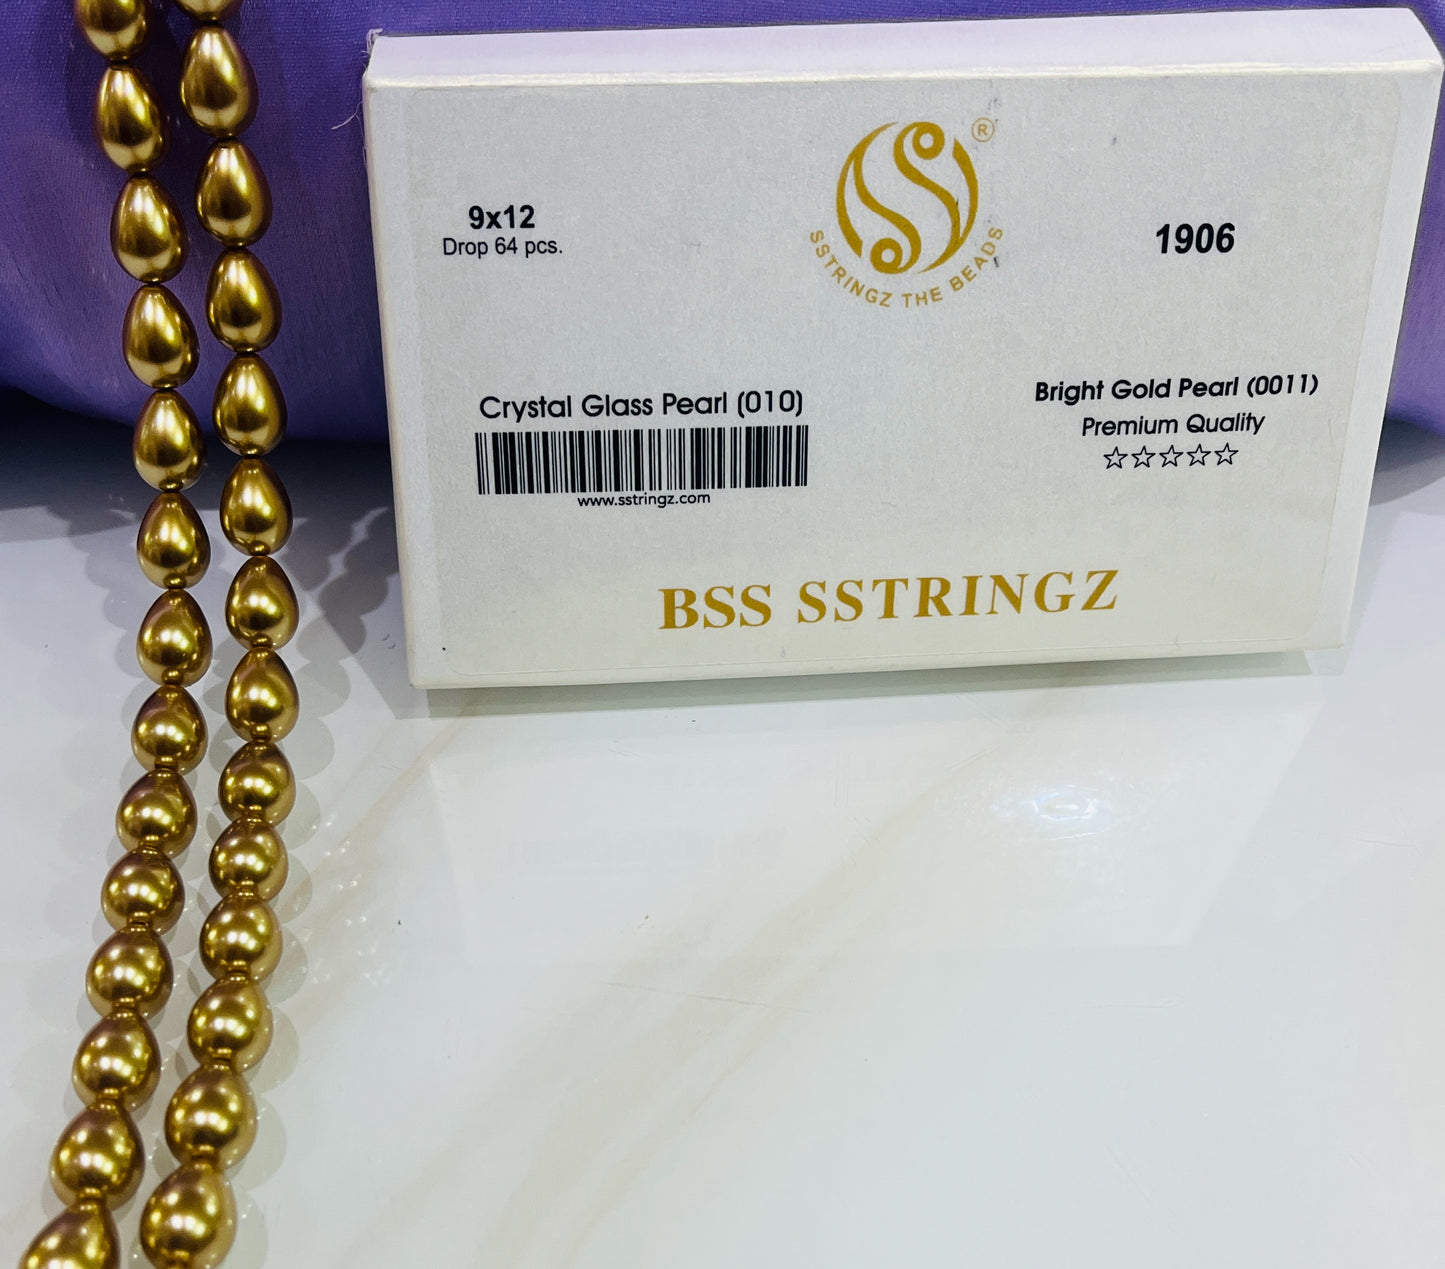 ®
SSTRINGZ THE BEADS
9x12
Drop 64 pcs.
1906
Crystal Glass Pearl (010)
www.sstringz.com
Bright Gold Pearl (0011)
Premium Quality
☆☆☆☆☆
BSS SSTRINGZ